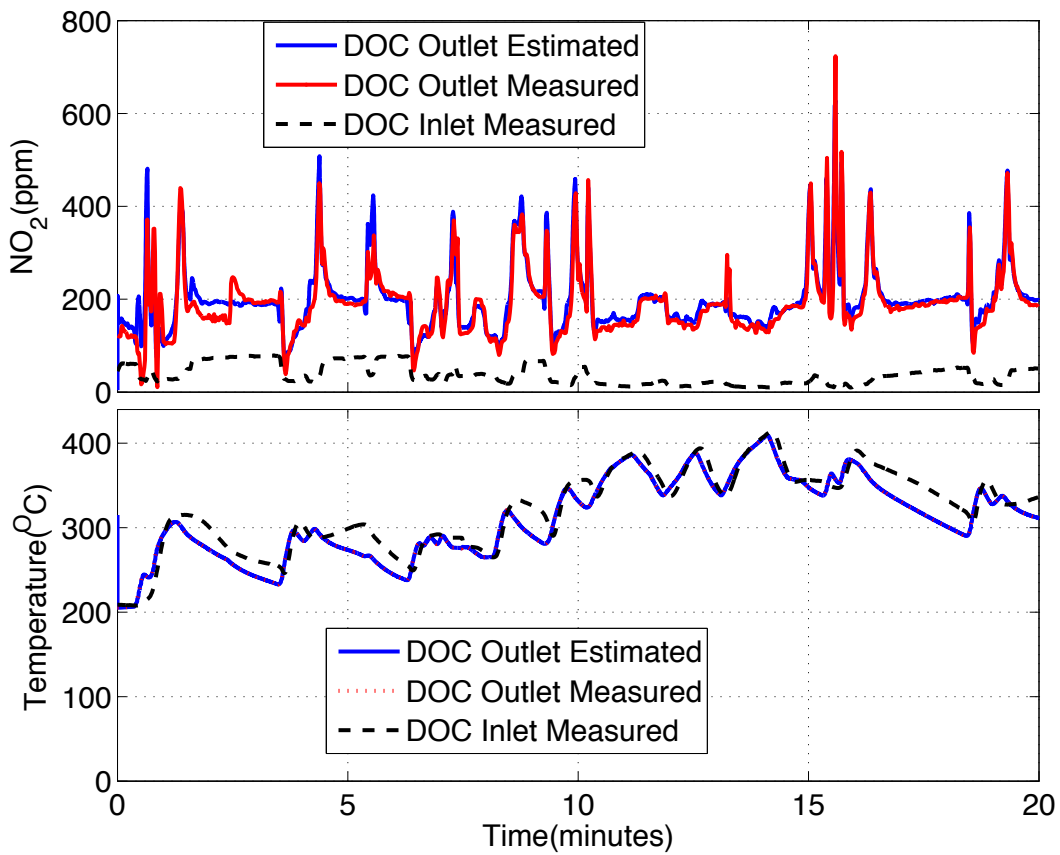 800
600
400
200
0
NO2(ppm)
DOC Outlet Estimated
DOC Outlet Measured
DOC Inlet Measured
400
300
200
100
0
Temperature(OC)
DOC Outlet Estimated
DOC Outlet Measured
DOC Inlet Measured
0 5 10 15 20
Time(minutes)